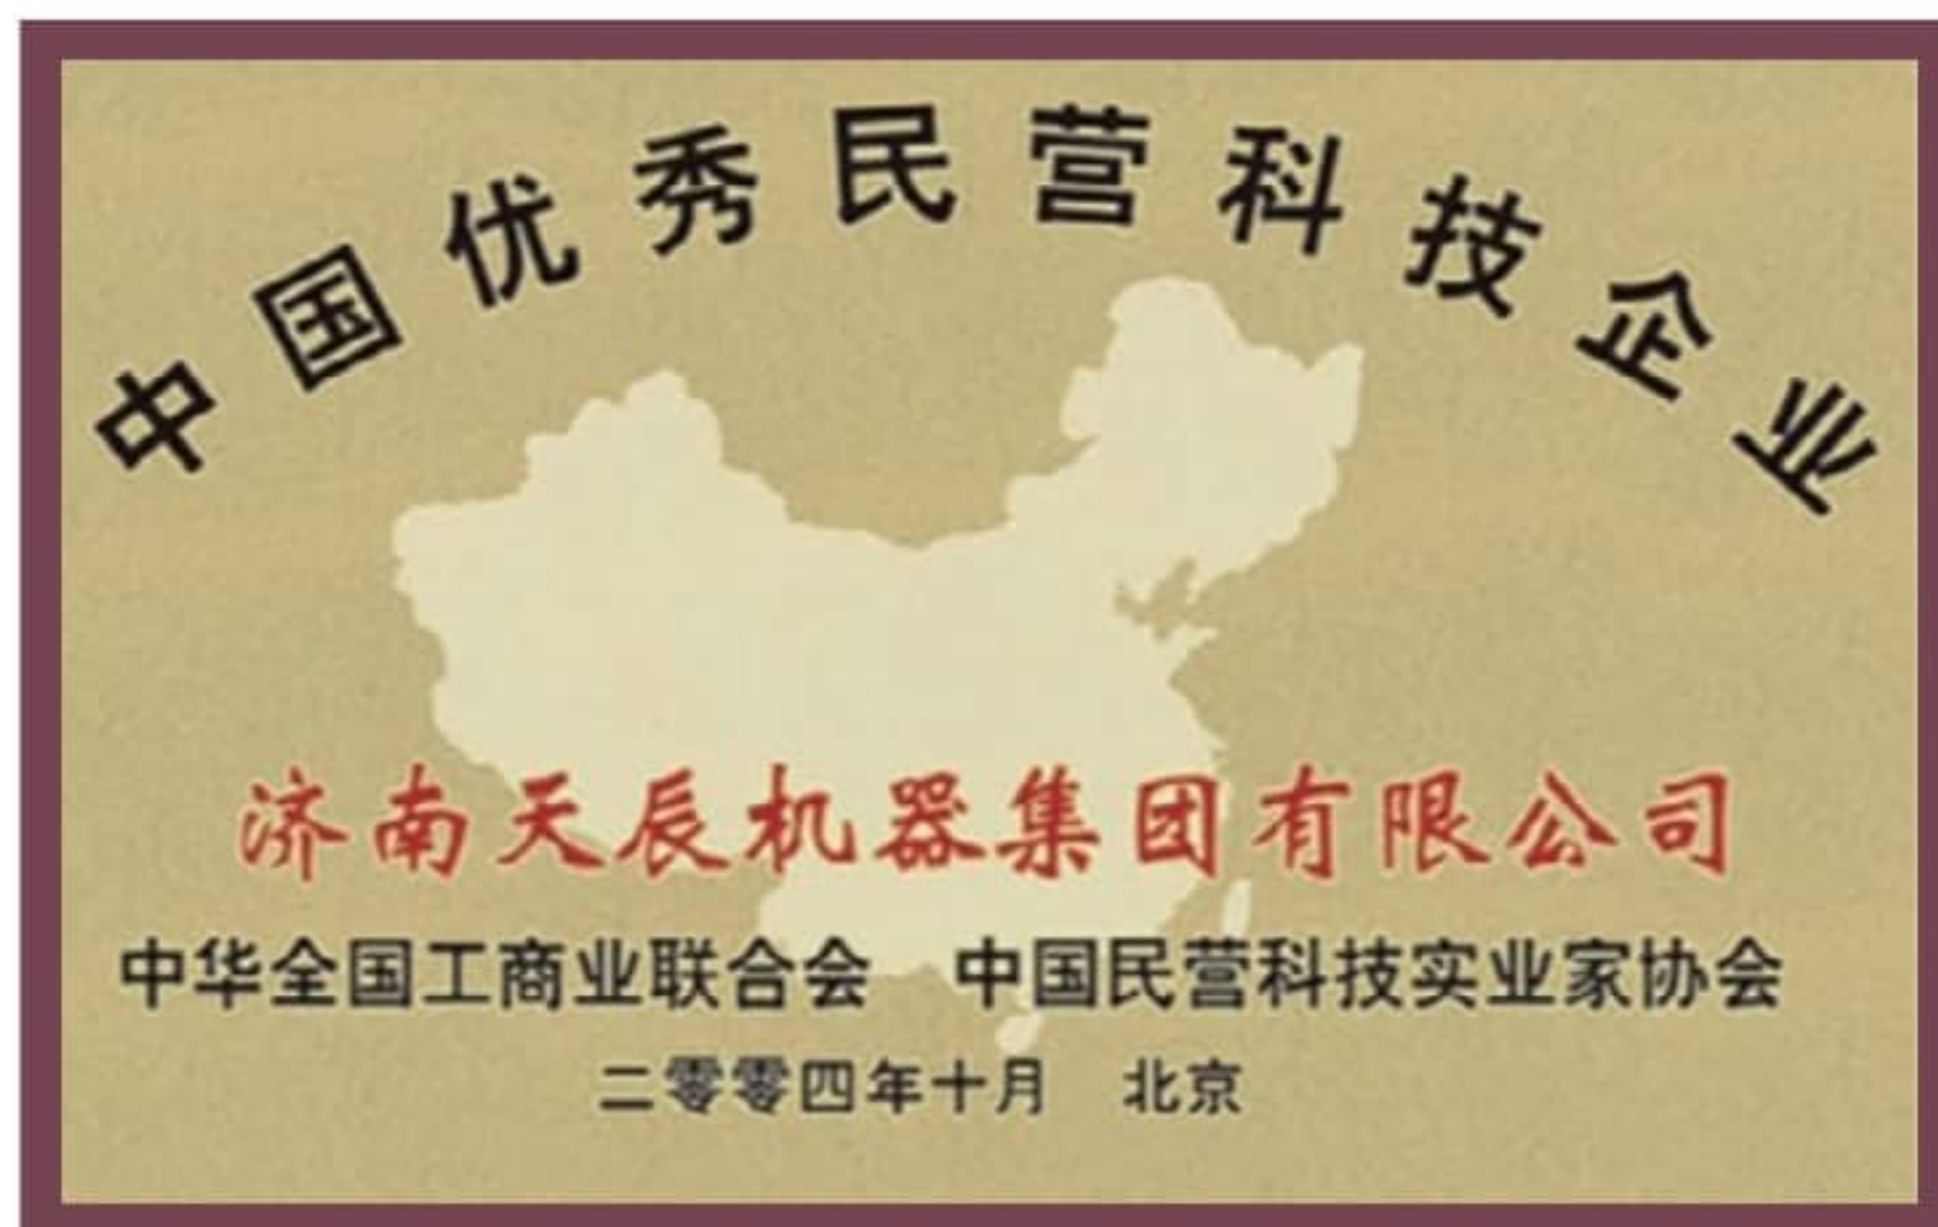 中国优秀民营科技企业
济南天辰机器集团有限公司
中华全国工商业联合会 中国民营科技实业家协会
二零零四年十月 北京